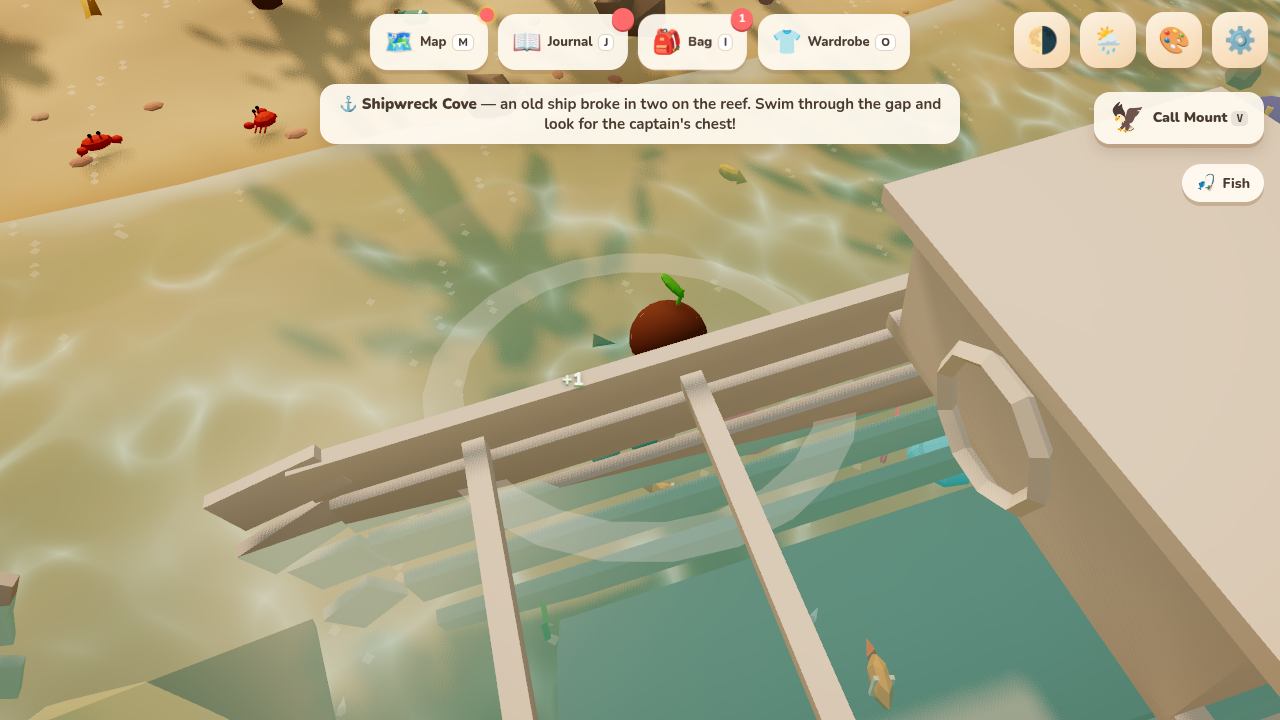 Map M
Journal J
Bag I
1
Wardrobe O
⚓ Shipwreck Cove — an old ship broke in two on the reef. Swim through the gap and
look for the captain's chest!
Call Mount V
Fish
+1